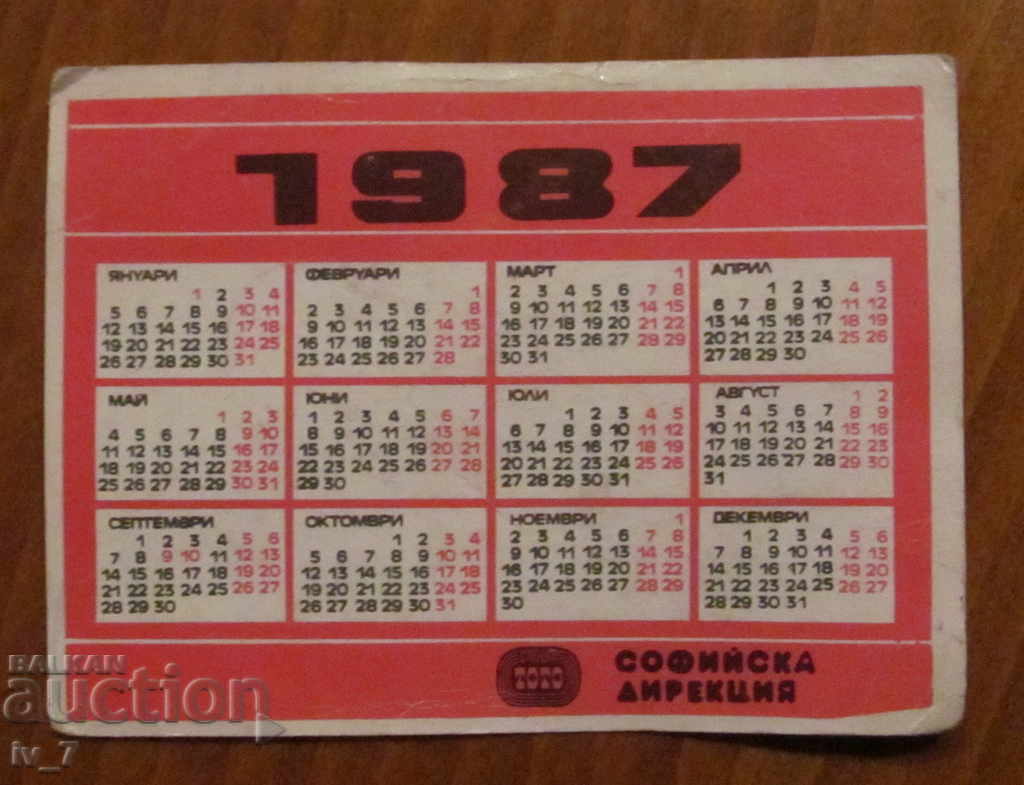 1987
ЯНУАРИ
1 2 3 4
5 6 7 8 9 10 11
12 13 14 15 16 17 18
19 20 21 22 23 24 25
26 27 28 29 30 31
ФЕВРУАРИ
1
2 3 4 5 6 7 8
9 10 11 12 13 14 15
16 17 18 19 20 21 22
23 24 25 26 27 28
МАРТ
1
2 3 4 5 6 7 8
9 10 11 12 13 14 15
16 17 18 19 20 21 22
23 24 25 26 27 28 29
30 31
АПРИЛ
1 2 3 4 5
6 7 8 9 10 11 12
13 14 15 16 17 18 19
20 21 22 23 24 25 26
27 28 29 30
МАЙ
1 2 3
4 5 6 7 8 9 10
11 12 13 14 15 16 17
18 19 20 21 22 23 24
25 26 27 28 29 30 31
ЮНИ
1 2 3 4 5 6 7
8 9 10 11 12 13 14
15 16 17 18 19 20 21
22 23 24 25 26 27 28
29 30
ЮЛИ
1 2 3 4 5
6 7 8 9 10 11 12
13 14 15 16 17 18 19
20 21 22 23 24 25 26
27 28 29 30 31
АВГУСТ
1 2
3 4 5 6 7 8 9
10 11 12 13 14 15 16
17 18 19 20 21 22 23
24 25 26 27 28 29 30
31
СЕПТЕМВРИ
1 2 3 4 5 6
7 8 9 10 11 12 13
14 15 16 17 18 19 20
21 22 23 24 25 26 27
28 29 30
ОКТОМВРИ
1 2 3 4
5 6 7 8 9 10 11
12 13 14 15 16 17 18
19 20 21 22 23 24 25
26 27 28 29 30 31
НОЕМВРИ
1
2 3 4 5 6 7 8
9 10 11 12 13 14 15
16 17 18 19 20 21 22
23 24 25 26 27 28 29
30
ДЕКЕМВРИ
1 2 3 4 5 6
7 8 9 10 11 12 13
14 15 16 17 18 19 20
21 22 23 24 25 26 27
28 29 30 31
ТОТО
СОФИЙСКА
ДИРЕКЦИЯ
BALKAN
auction
iv_7